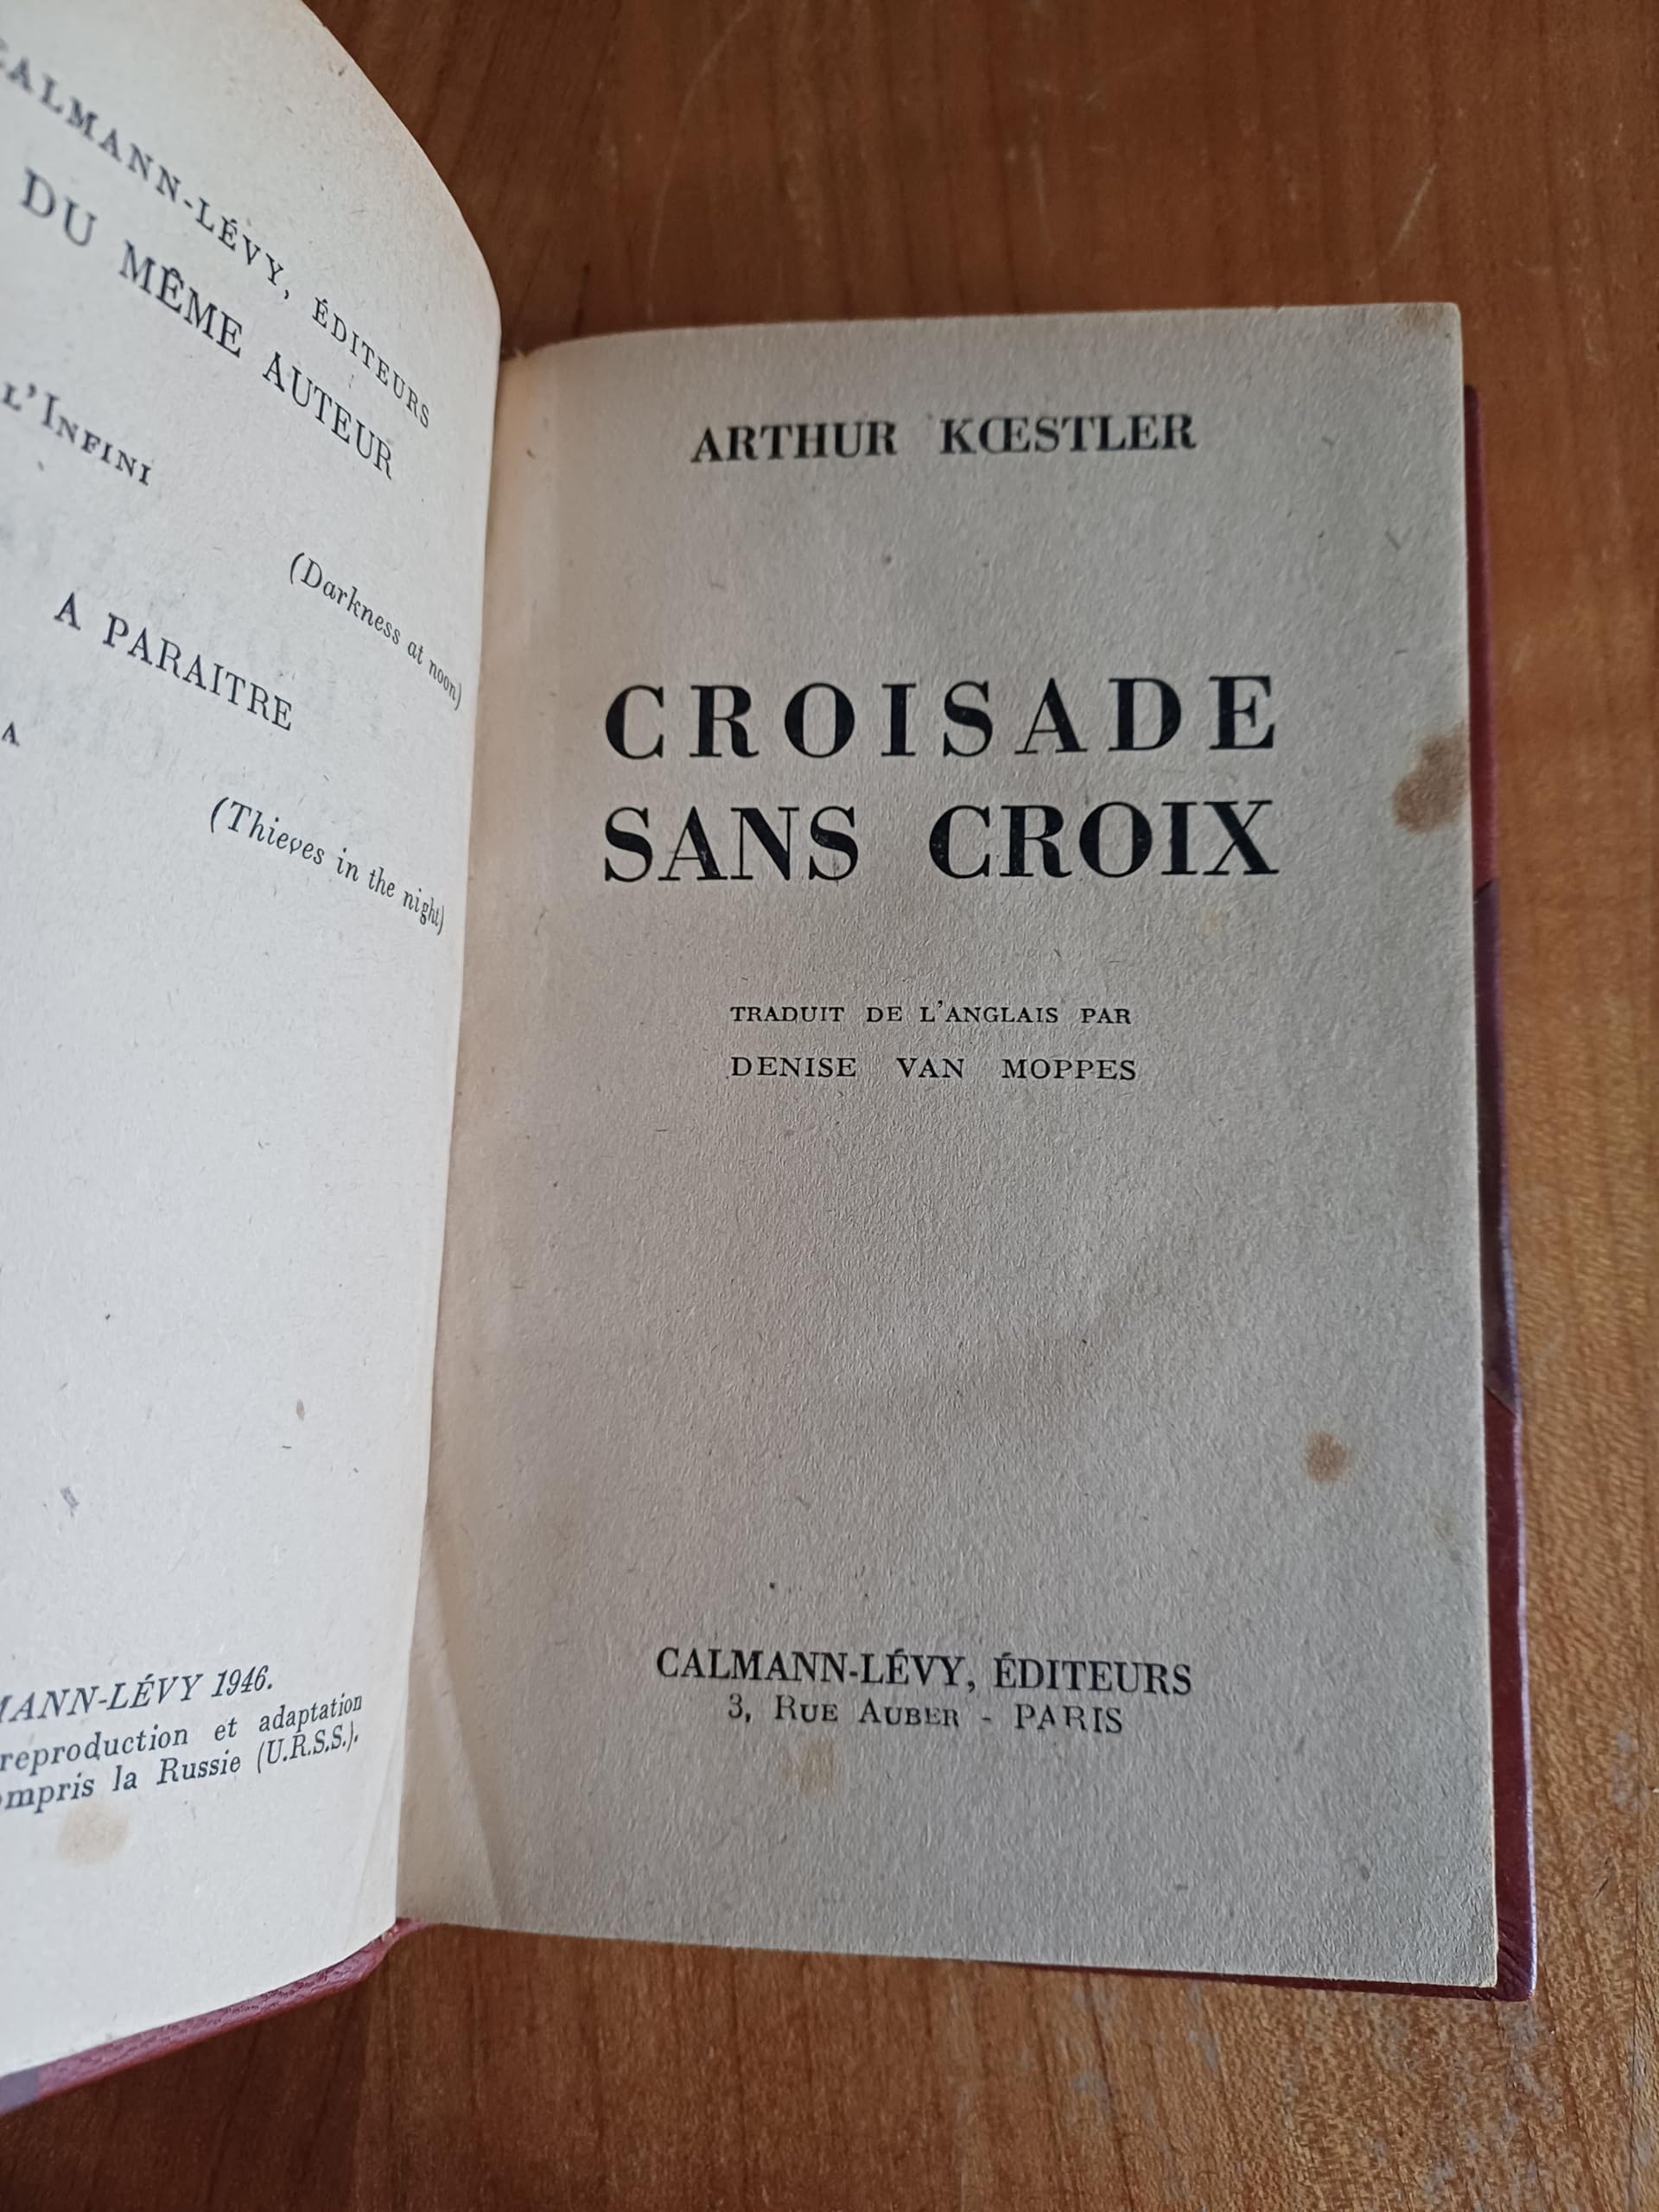 CALMANN-LÉVY, ÉDITEURS
DU MÊME AUTEUR
L'INFINI
(Darkness at noon)
A PARAITRE
A
(Thieves in the night)
MANN-LÉVY 1946.
reproduction et adaptation
ompris la Russie (U.R.S.S.).
ARTHUR KŒSTLER
CROISADE
SANS CROIX
TRADUIT DE L'ANGLAIS PAR
DENISE VAN MOPPES
CALMANN-LÉVY, ÉDITEURS
3, RUE AUBER - PARIS